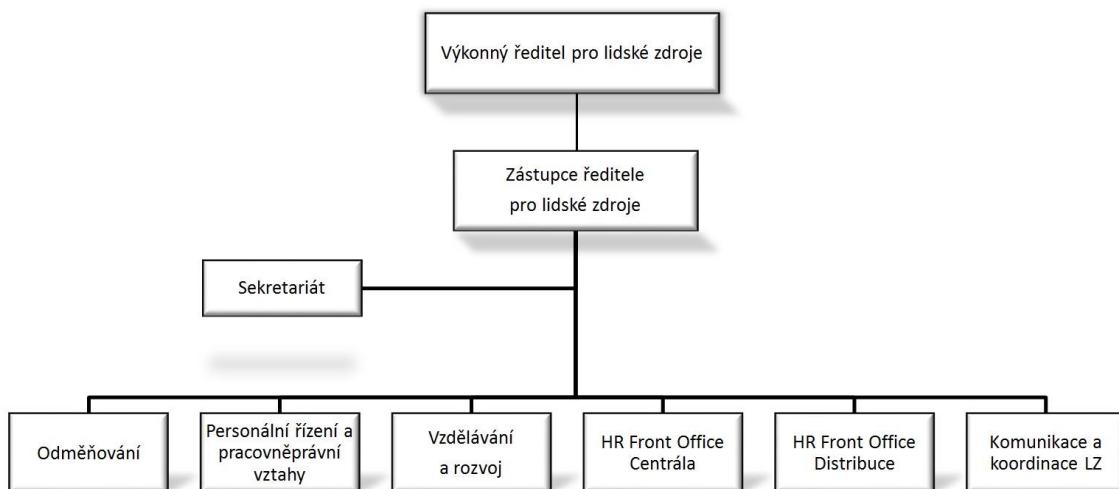 Výkonný ředitel pro lidské zdroje
Zástupce ředitele
pro lidské zdroje
Sekretariát
Odměňování
Personální řízení a
pracovněprávní
vztahy
Vzdělávání
a rozvoj
HR Front Office
Centrála
HR Front Office
Distribuce
Komunikace a
koordinace LZ